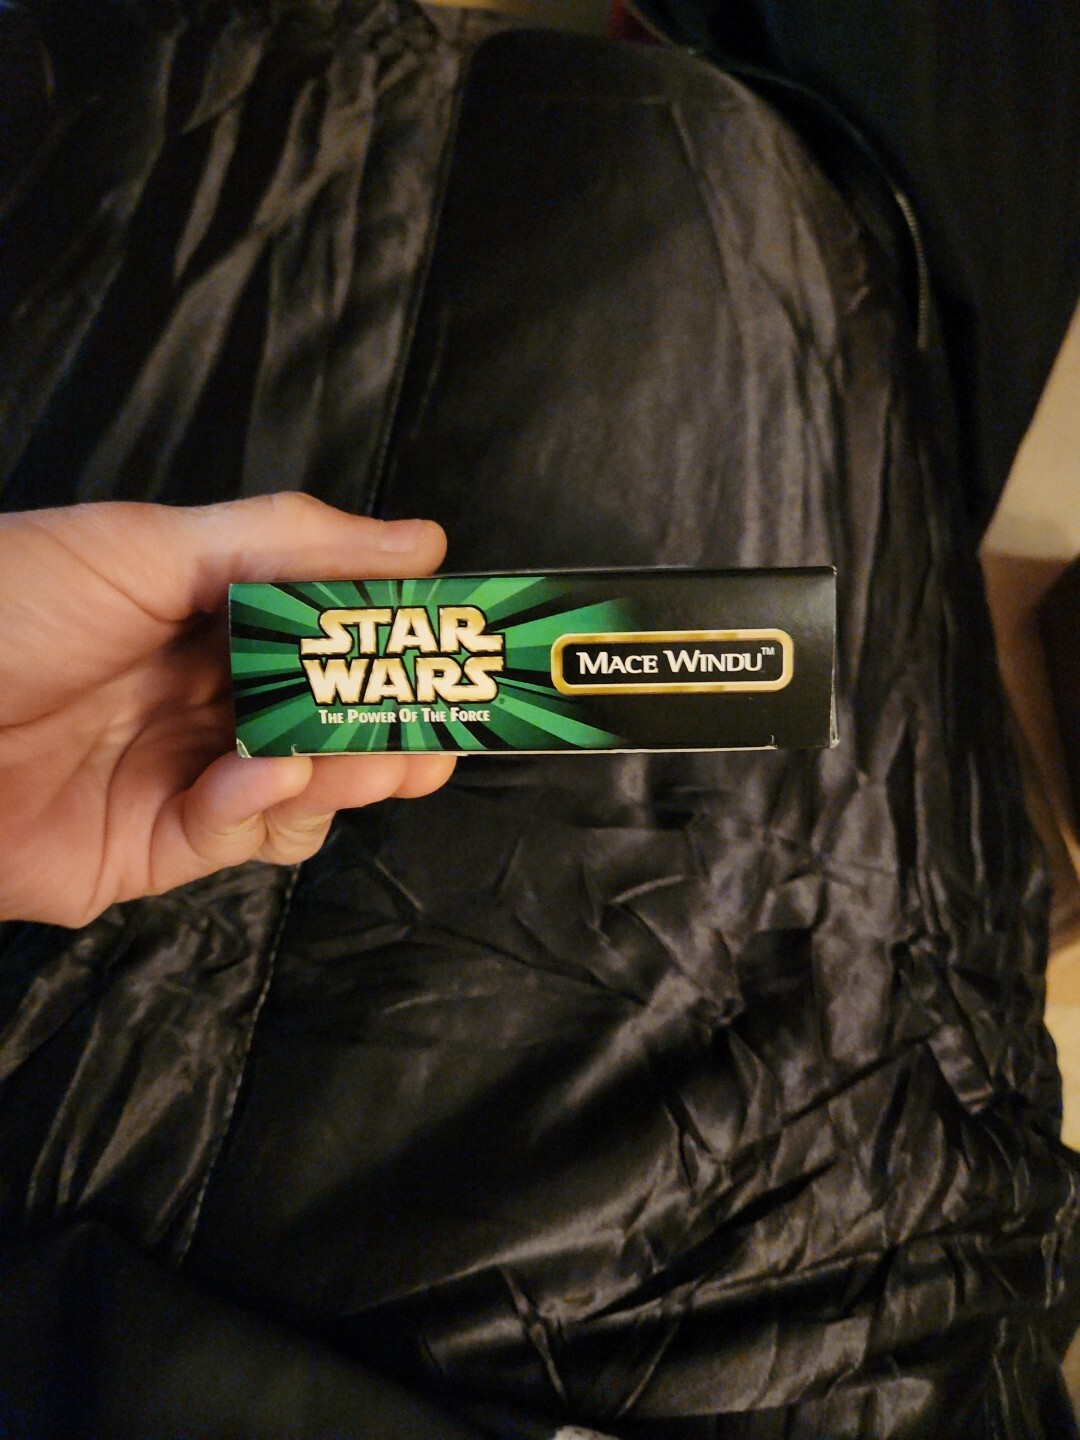 STAR
WARS
THE POWER OF THE FORCE
MACE WINDU™